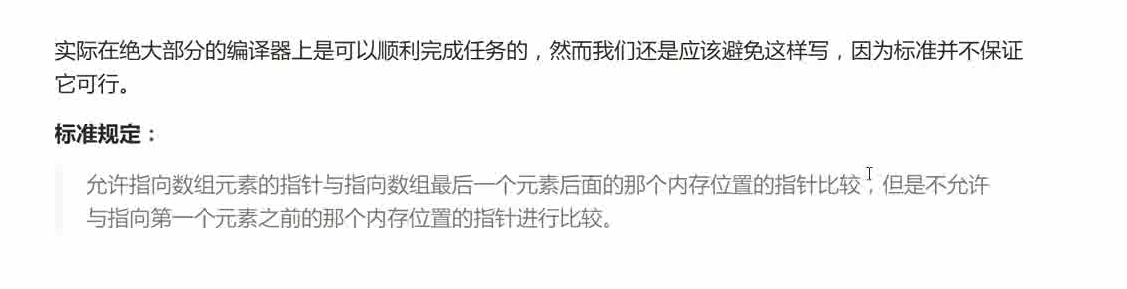 实际在绝大部分的编译器上是可以顺利完成任务的，然而我们还是应该避免这样写，因为标准并不保证
它可行。
标准规定：
允许指向数组元素的指针与指向数组最后一个元素后面的那个内存位置的指针比较，但是不允许
与指向第一个元素之前的那个内存位置的指针进行比较。